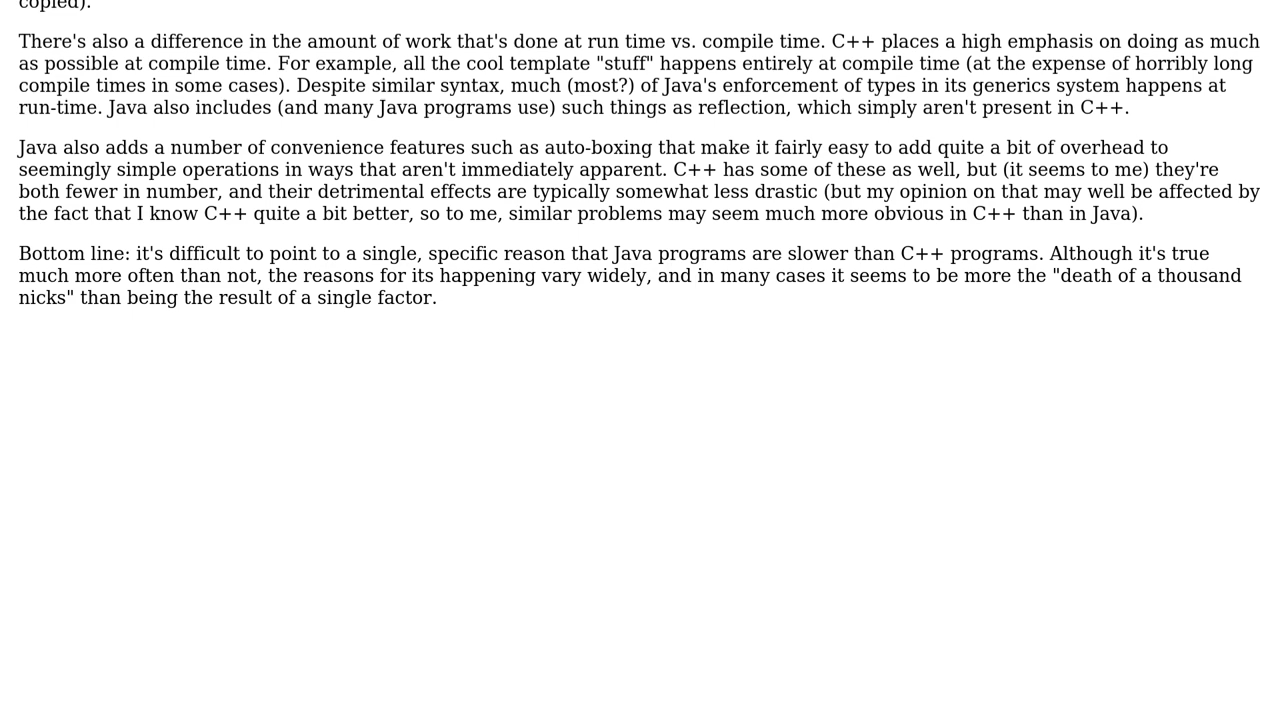 copied).
There's also a difference in the amount of work that's done at run time vs. compile time. C++ places a high emphasis on doing as much
as possible at compile time. For example, all the cool template "stuff" happens entirely at compile time (at the expense of horribly long
compile times in some cases). Despite similar syntax, much (most?) of Java's enforcement of types in its generics system happens at
run-time. Java also includes (and many Java programs use) such things as reflection, which simply aren't present in C++.
Java also adds a number of convenience features such as auto-boxing that make it fairly easy to add quite a bit of overhead to
seemingly simple operations in ways that aren't immediately apparent. C++ has some of these as well, but (it seems to me) they're
both fewer in number, and their detrimental effects are typically somewhat less drastic (but my opinion on that may well be affected by
the fact that I know C++ quite a bit better, so to me, similar problems may seem much more obvious in C++ than in Java).
Bottom line: it's difficult to point to a single, specific reason that Java programs are slower than C++ programs. Although it's true
much more often than not, the reasons for its happening vary widely, and in many cases it seems to be more the "death of a thousand
nicks" than being the result of a single factor.